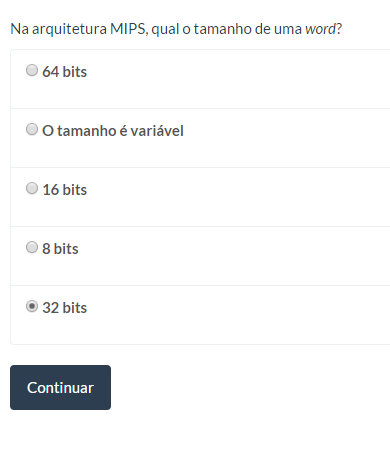 Na arquitetura MIPS, qual o tamanho de uma word?
64 bits
O tamanho é variável
16 bits
8 bits
32 bits
Continuar